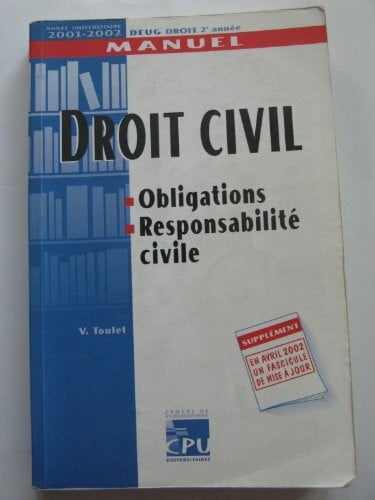 ANNÉE UNIVERSITAIRE
2001-2002
DEUG DROIT 2e année
MANUEL
DROIT CIVIL
Obligations
Responsabilité
civile
V. Toulet
SUPPLÉMENT
EN AVRIL 2002
UN FASCICULE
DE MISE À JOUR
CENTRE DE
PUBLICATIONS
CPU
UNIVERSITAIRES